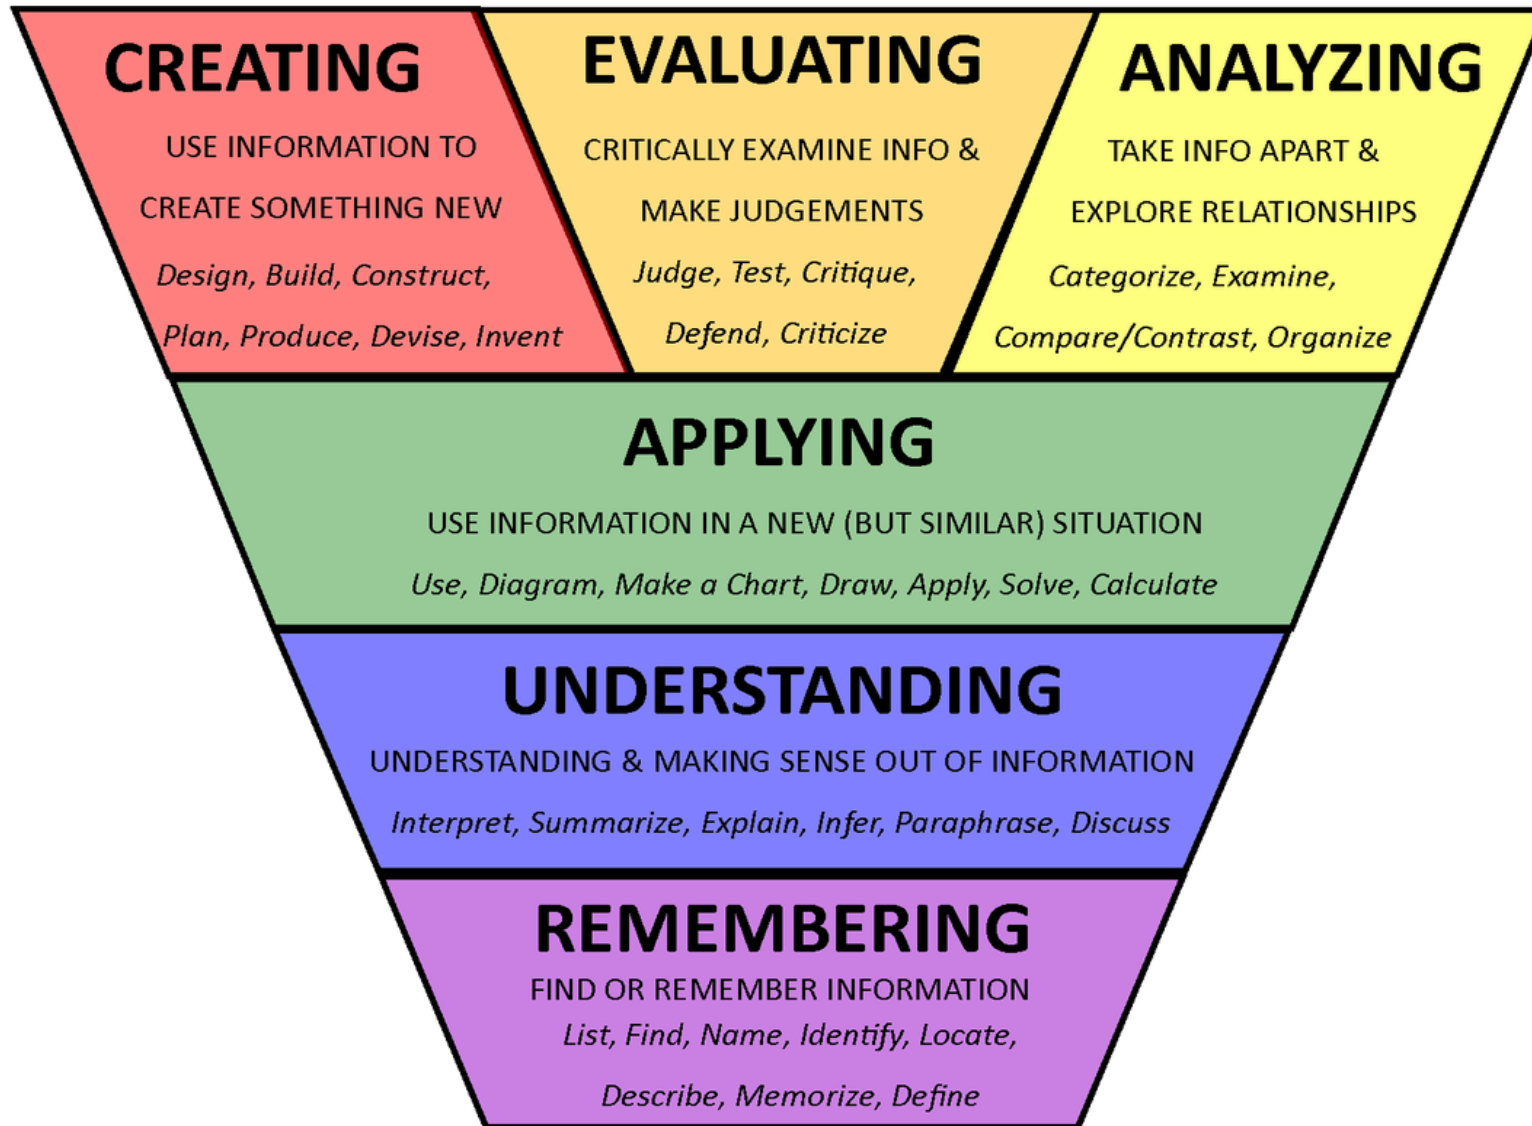 CREATING
USE INFORMATION TO
CREATE SOMETHING NEW
Design, Build, Construct,
Plan, Produce, Devise, Invent
EVALUATING
CRITICALLY EXAMINE INFO &
MAKE JUDGEMENTS
Judge, Test, Critique,
Defend, Criticize
ANALYZING
TAKE INFO APART &
EXPLORE RELATIONSHIPS
Categorize, Examine,
Compare/Contrast, Organize
APPLYING
USE INFORMATION IN A NEW (BUT SIMILAR) SITUATION
Use, Diagram, Make a Chart, Draw, Apply, Solve, Calculate
UNDERSTANDING
UNDERSTANDING & MAKING SENSE OUT OF INFORMATION
Interpret, Summarize, Explain, Infer, Paraphrase, Discuss
REMEMBERING
FIND OR REMEMBER INFORMATION
List, Find, Name, Identify, Locate,
Describe, Memorize, Define